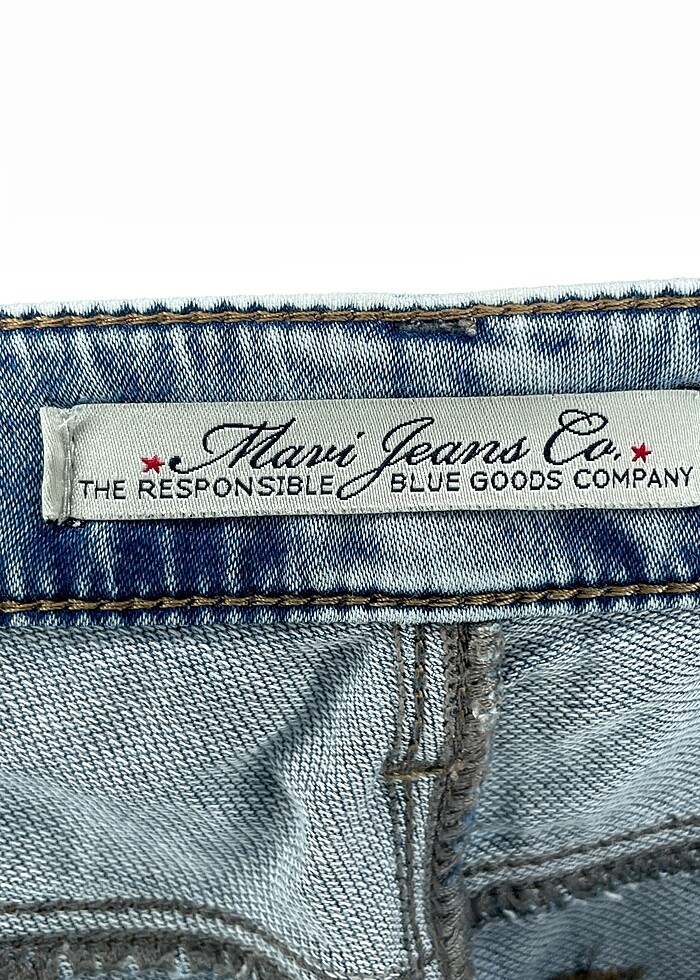 Mavi Jeans Co.
THE RESPONSIBLE BLUE GOODS COMPANY